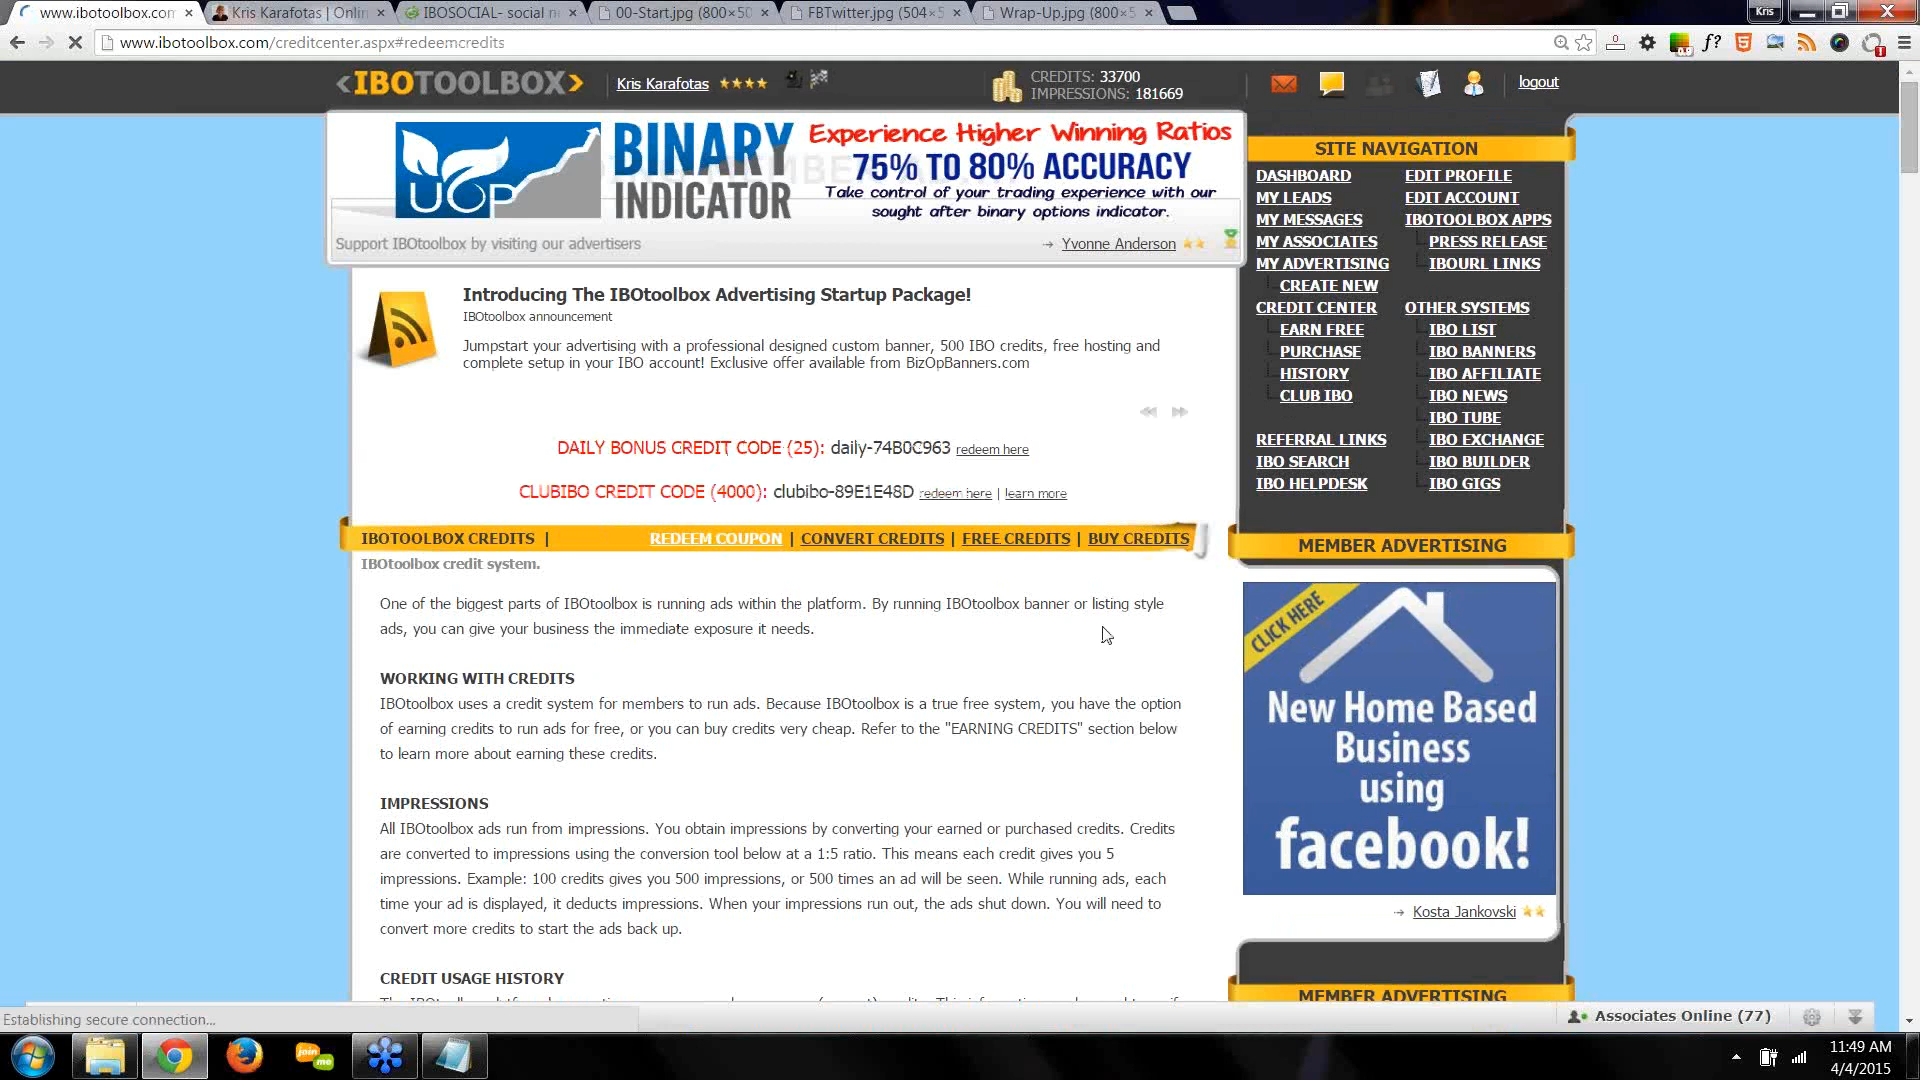 www.ibotoolbox.com
Kris Karafotas | Onlin
IBOSOCIAL- social n
00-Start.jpg (800×50
FBTwitter.jpg (504×5
Wrap-Up.jpg (800×5
Kris
www.ibotoolbox.com/creditcenter.aspx#redeemcredits
<IBOTOOLBOX>
Kris Karafotas
CREDITS: 33700
IMPRESSIONS: 181669
logout
UOP
BINARY
INDICATOR
Experience Higher Winning Ratios
75% TO 80% ACCURACY
Take control of your trading experience with our
sought after binary options indicator.
Support IBOtoolbox by visiting our advertisers
Yvonne Anderson
Introducing The IBOtoolbox Advertising Startup Package!
IBOtoolbox announcement
Jumpstart your advertising with a professional designed custom banner, 500 IBO credits, free hosting and
complete setup in your IBO account! Exclusive offer available from BizOpBanners.com
DAILY BONUS CREDIT CODE (25): daily-74B0C963 redeem here
CLUBIBO CREDIT CODE (4000): clubibo-89E1E48D redeem here | learn more
IBOTOOLBOX CREDITS | REDEEM COUPON | CONVERT CREDITS | FREE CREDITS | BUY CREDITS
IBOtoolbox credit system.
One of the biggest parts of IBOtoolbox is running ads within the platform. By running IBOtoolbox banner or listing style
ads, you can give your business the immediate exposure it needs.
WORKING WITH CREDITS
IBOtoolbox uses a credit system for members to run ads. Because IBOtoolbox is a true free system, you have the option
of earning credits to run ads for free, or you can buy credits very cheap. Refer to the "EARNING CREDITS" section below
to learn more about earning these credits.
IMPRESSIONS
All IBOtoolbox ads run from impressions. You obtain impressions by converting your earned or purchased credits. Credits
are converted to impressions using the conversion tool below at a 1:5 ratio. This means each credit gives you 5
impressions. Example: 100 credits gives you 500 impressions, or 500 times an ad will be seen. While running ads, each
time your ad is displayed, it deducts impressions. When your impressions run out, the ads shut down. You will need to
convert more credits to start the ads back up.
CREDIT USAGE HISTORY
SITE NAVIGATION
DASHBOARD
MY LEADS
MY MESSAGES
MY ASSOCIATES
MY ADVERTISING
CREATE NEW
CREDIT CENTER
EARN FREE
PURCHASE
HISTORY
CLUB IBO
REFERRAL LINKS
IBO SEARCH
IBO HELPDESK
EDIT PROFILE
EDIT ACCOUNT
IBOTOOLBOX APPS
PRESS RELEASE
IBOURL LINKS
OTHER SYSTEMS
IBO LIST
IBO BANNERS
IBO AFFILIATE
IBO NEWS
IBO TUBE
IBO EXCHANGE
IBO BUILDER
IBO GIGS
MEMBER ADVERTISING
CLICK HERE
New Home Based
Business
using
facebook!
Kosta Jankovski
MEMBER ADVERTISING
Establishing secure connection...
Associates Online (77)
join
me
11:49 AM
4/4/2015